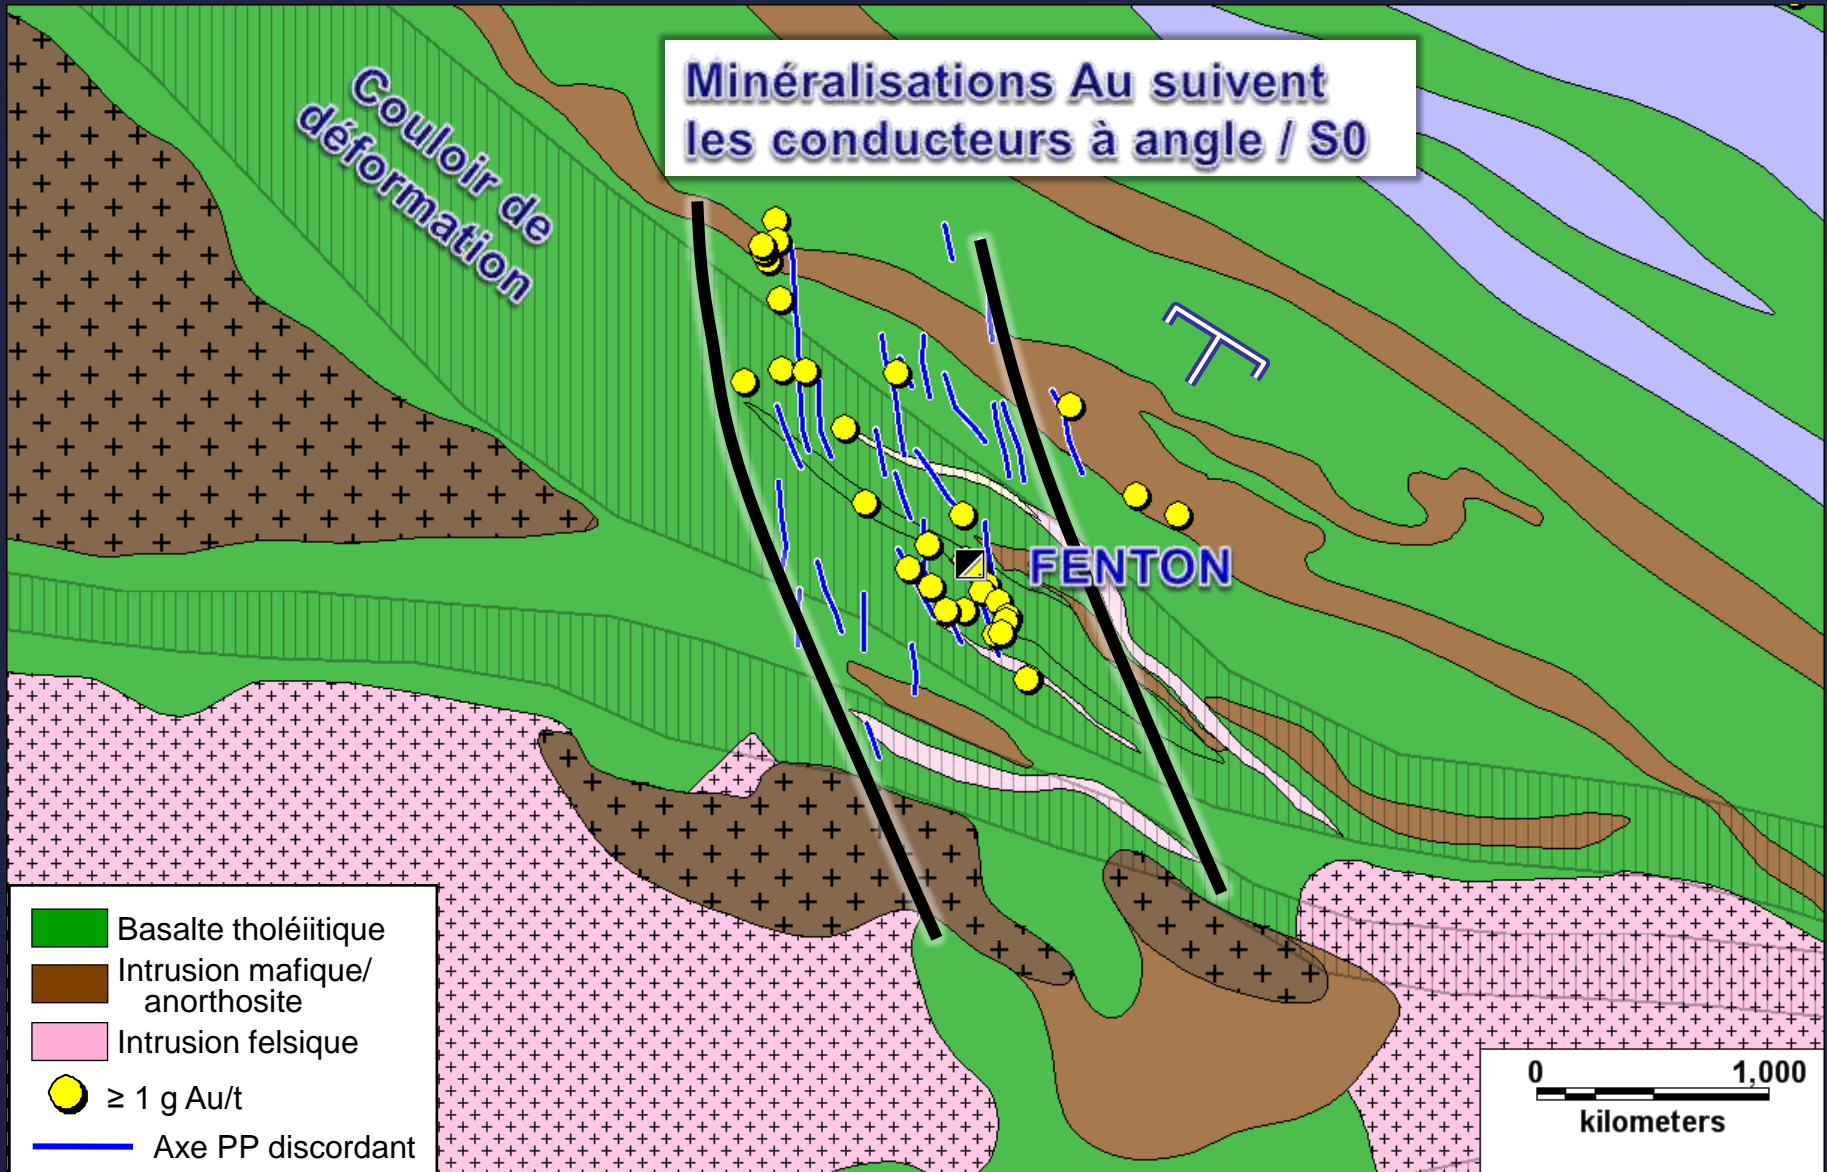 Minéralisations Au suivent
les conducteurs à angle / S0
Couloir de
déformation
FENTON
Basalte tholéiitique
Intrusion mafique/
anorthosite
Intrusion felsique
≥ 1 g Au/t
Axe PP discordant
0 1,000
kilometers